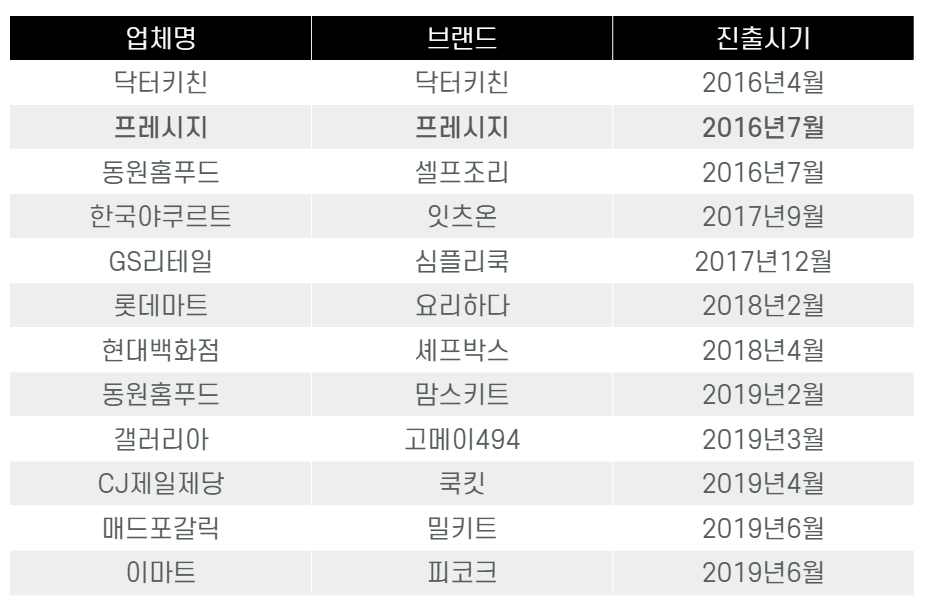 업체명 브랜드 진출시기
닥터키친 닥터키친 2016년4월
프레시지 프레시지 2016년7월
동원홈푸드 셀프조리 2016년7월
한국야쿠르트 잇츠온 2017년9월
GS리테일 심플리쿡 2017년12월
롯데마트 요리하다 2018년2월
현대백화점 셰프박스 2018년4월
동원홈푸드 맘스키트 2019년2월
갤러리아 고메이494 2019년3월
CJ제일제당 쿡킷 2019년4월
매드포갈릭 밀키트 2019년6월
이마트 피코크 2019년6월